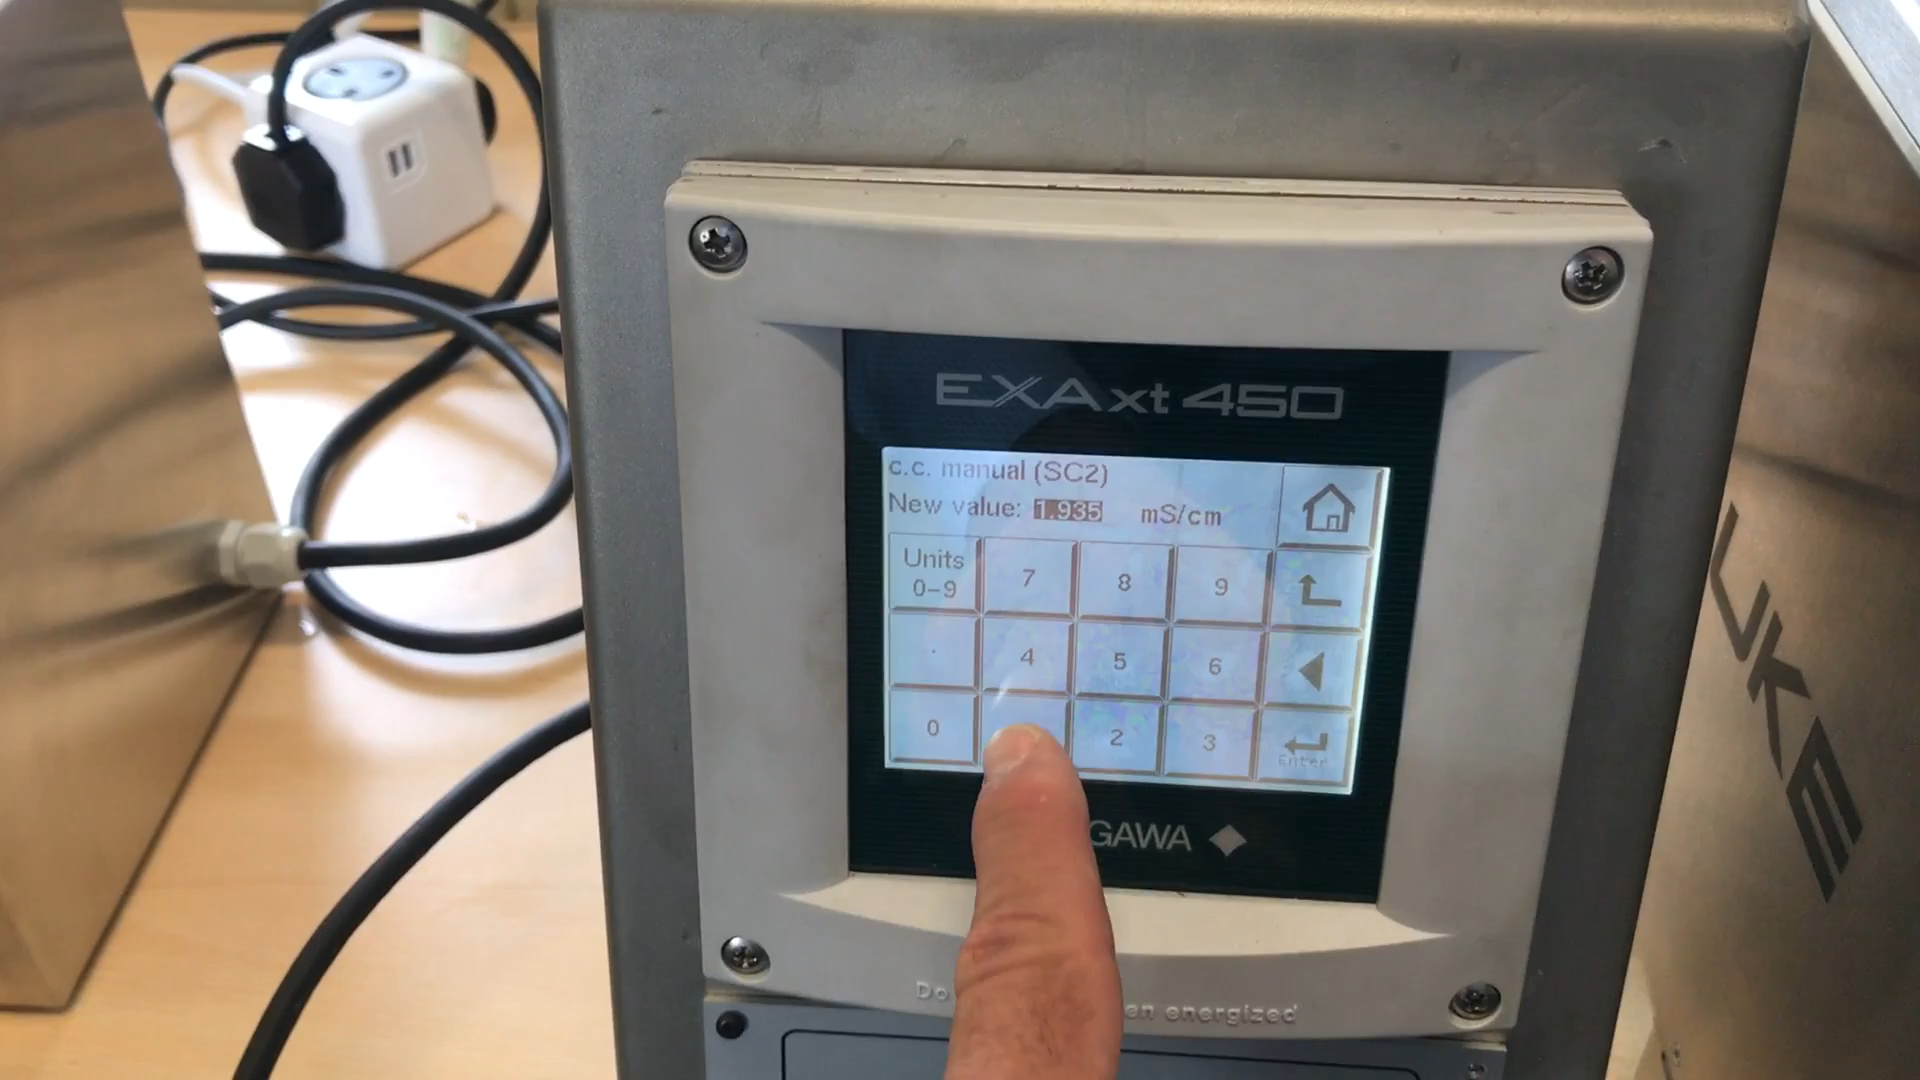 EXAxt 450
c.c. manual (SC2)
New value: 1.935 mS/cm
Units
0-9
7
8
9
.
4
5
6
0
2
3
Enter
GAWA
Do
en energized
UKE